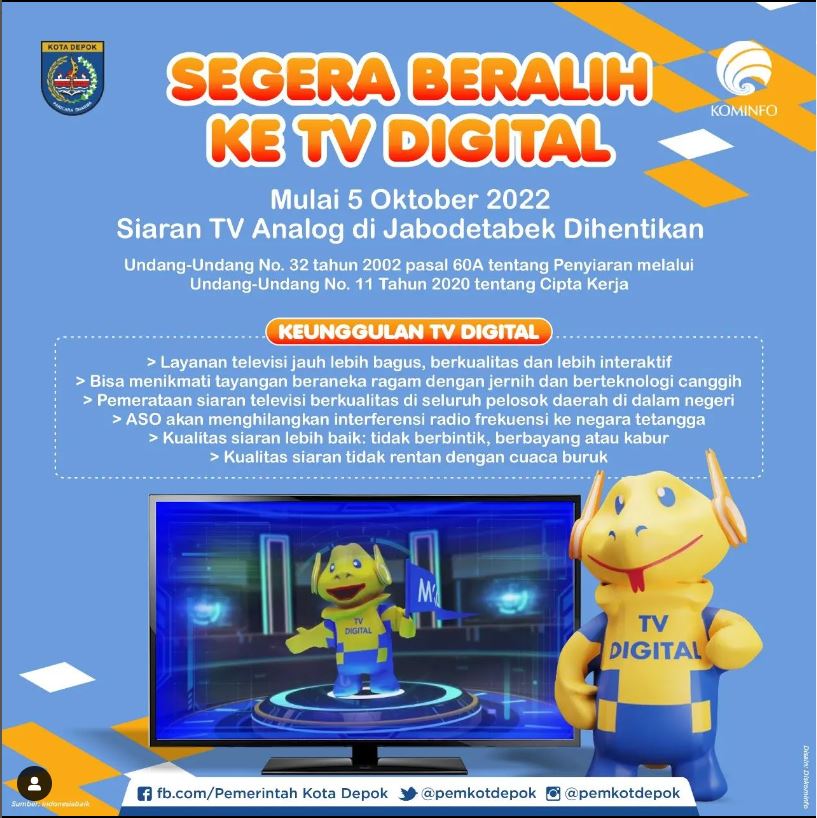 KOTA DEPOK
KOMINFO
SEGERA BERALIH
KE TV DIGITAL
Mulai 5 Oktober 2022
Siaran TV Analog di Jabodetabek Dihentikan
Undang-Undang No. 32 tahun 2002 pasal 60A tentang Penyiaran melalui
Undang-Undang No. 11 Tahun 2020 tentang Cipta Kerja
KEUNGGULAN TV DIGITAL
> Layanan televisi jauh lebih bagus, berkualitas dan lebih interaktif
> Bisa menikmati tayangan beraneka ragam dengan jernih dan berteknologi canggih
> Pemerataan siaran televisi berkualitas di seluruh pelosok daerah di dalam negeri
> ASO akan menghilangkan interferensi radio frekuensi ke negara tetangga
> Kualitas siaran lebih baik: tidak berbintik, berbayang atau kabur
> Kualitas siaran tidak rentan dengan cuaca buruk
TV
DIGITAL
TV
DIGITAL
Sumber: indonesiabaik
Disain: Diskominfo
fb.com/Pemerintah Kota Depok @pemkotdepok @pemkotdepok